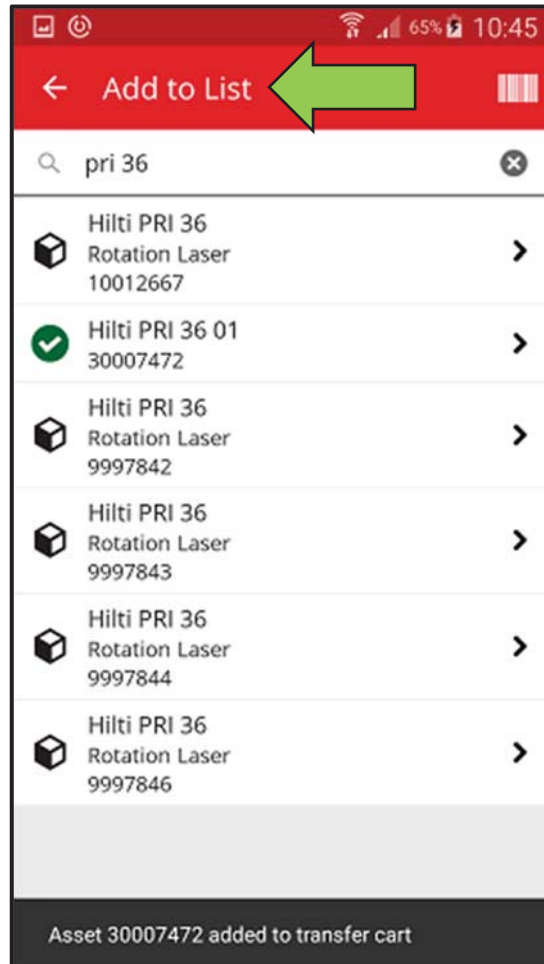 65% 10:45
Add to List
pri 36
Hilti PRI 36
Rotation Laser
10012667
Hilti PRI 36 01
30007472
Hilti PRI 36
Rotation Laser
9997842
Hilti PRI 36
Rotation Laser
9997843
Hilti PRI 36
Rotation Laser
9997844
Hilti PRI 36
Rotation Laser
9997846
Asset 30007472 added to transfer cart